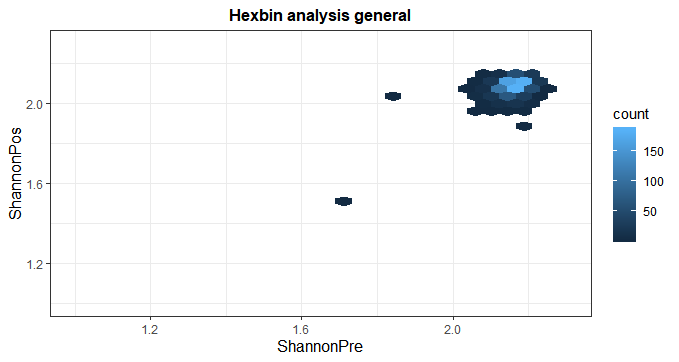 Hexbin analysis general
ShannonPos
2.0
1.6
1.2
1.2
1.6
2.0
ShannonPre
count
150
100
50